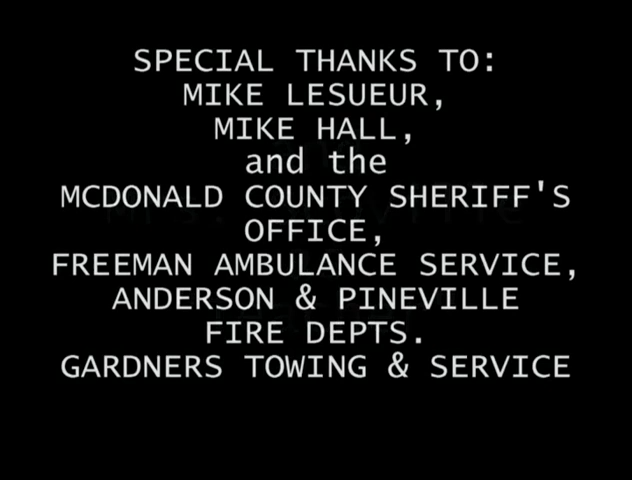 SPECIAL THANKS TO:
MIKE LESUEUR,
MIKE HALL,
and the
MCDONALD COUNTY SHERIFF'S
OFFICE,
FREEMAN AMBULANCE SERVICE,
ANDERSON & PINEVILLE
FIRE DEPTS.
GARDNERS TOWING & SERVICE